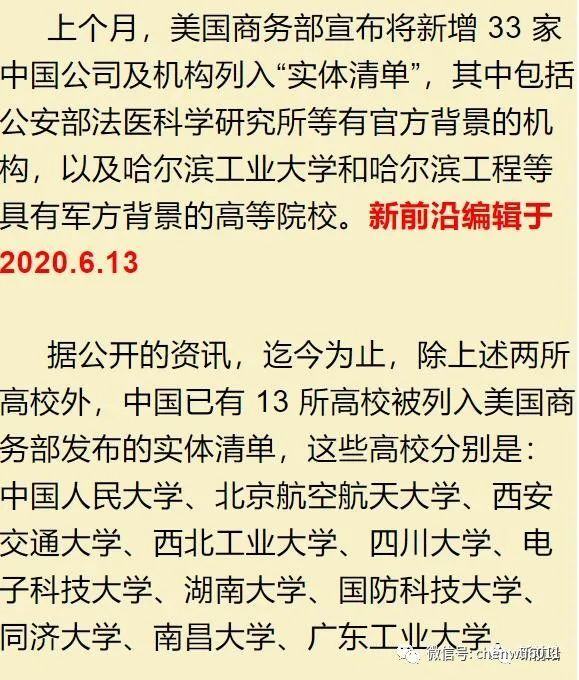 上个月，美国商务部宣布将新增 33 家
中国公司及机构列入“实体清单”，其中包括
公安部法医科学研究所等有官方背景的机
构，以及哈尔滨工业大学和哈尔滨工程等
具有军方背景的高等院校。新前沿编辑于
2020.6.13
据公开的资讯，迄今为止，除上述两所
高校外，中国已有 13 所高校被列入美国商
务部发布的实体清单，这些高校分别是：
中国人民大学、北京航空航天大学、西安
交通大学、西北工业大学、四川大学、电
子科技大学、湖南大学、国防科技大学、
同济大学、南昌大学、广东工业大学
微信号: